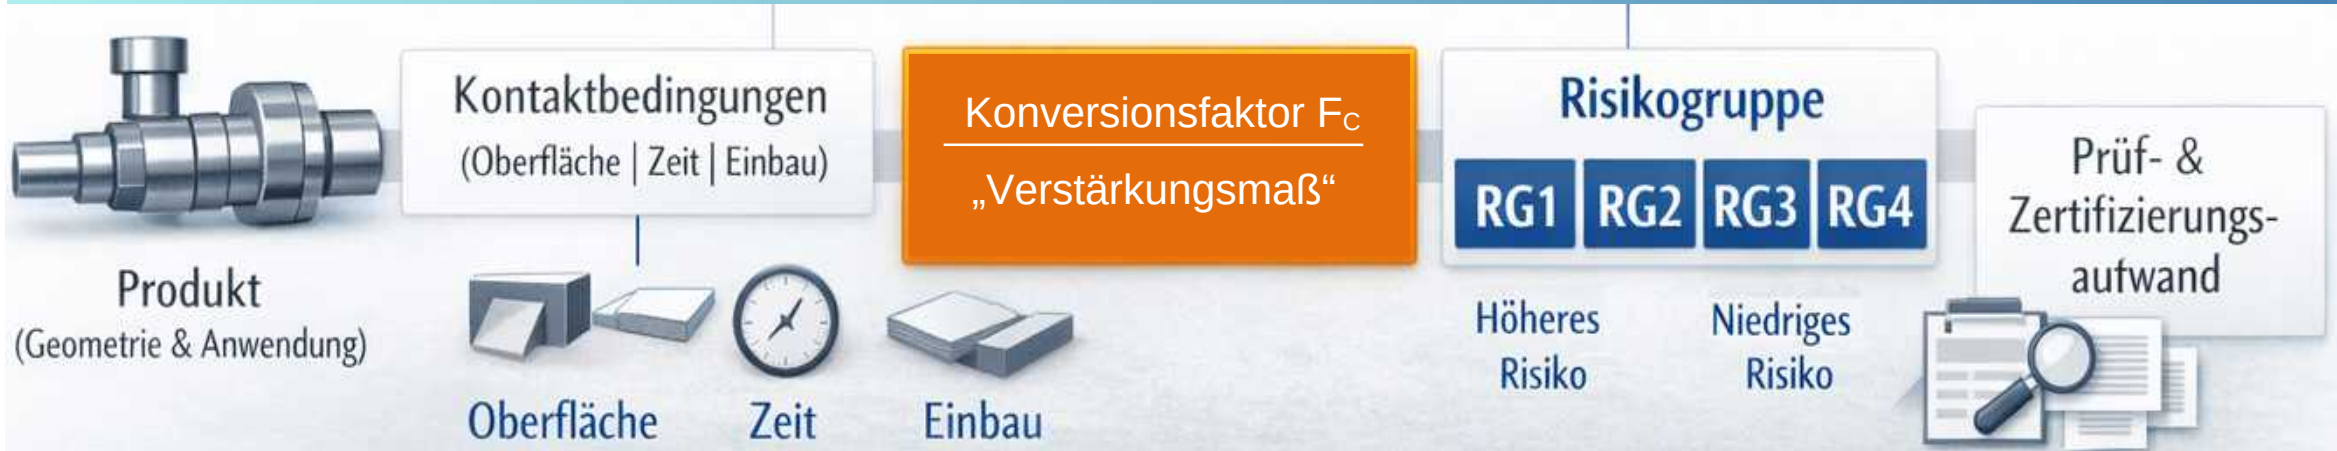 Produkt
(Geometrie & Anwendung)
Kontaktbedingungen
(Oberfläche | Zeit | Einbau)
Oberfläche
Zeit
Einbau
Konversionsfaktor FC
„Verstärkungsmaß“
Risikogruppe
RG1 RG2 RG3 RG4
Höheres
Risiko
Niedriges
Risiko
Prüf- &
Zertifizierungs-
aufwand